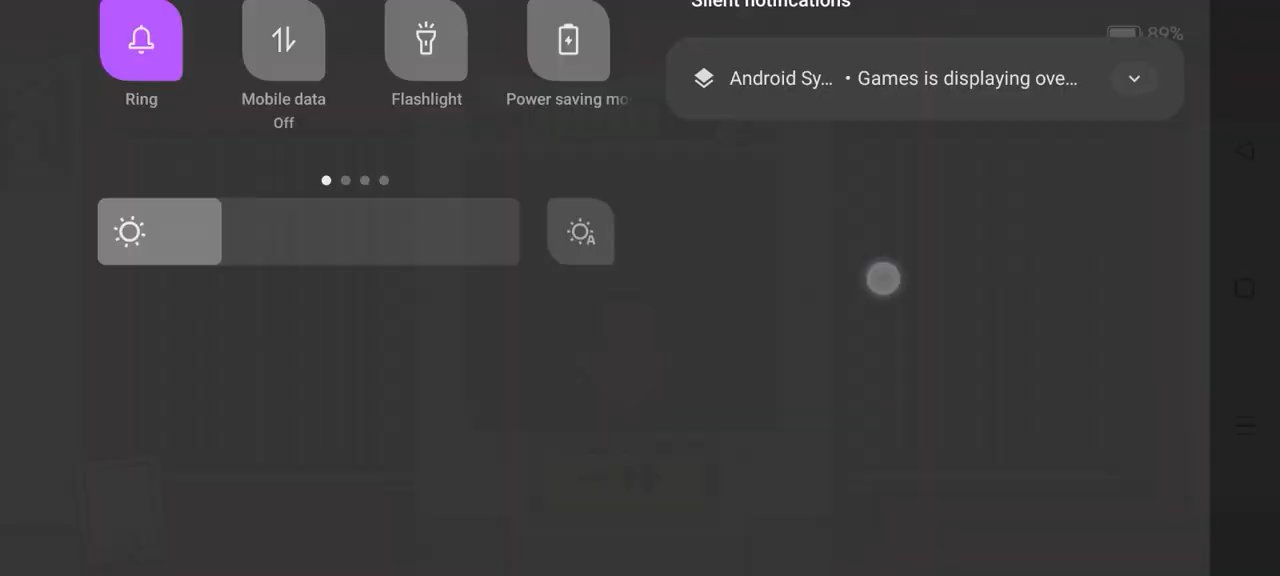 Silent notifications
89%
Android Sy... • Games is displaying ove...
Ring
Mobile data
Off
Flashlight
Power saving mo
A